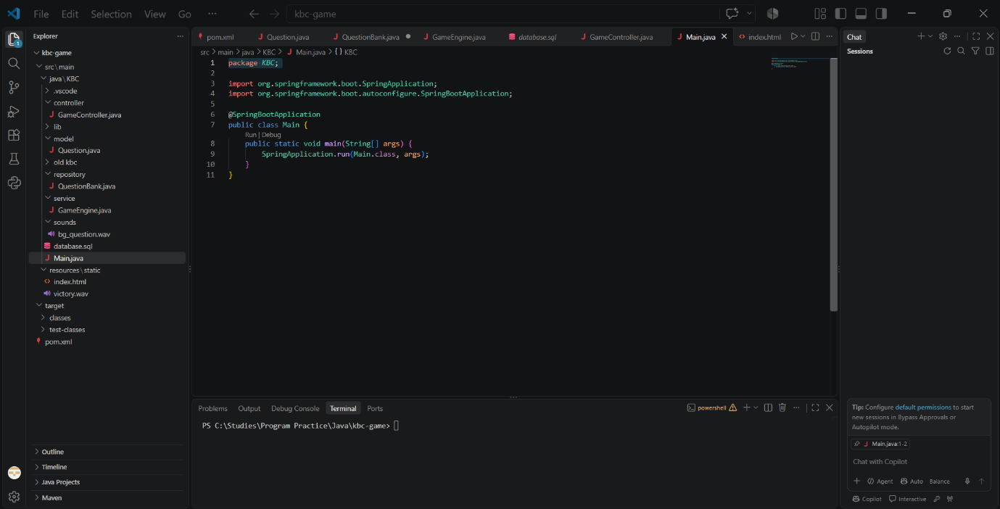 File Edit Selection View Go ··· kbc-game
Explorer ···
kbc-game
src\main
java\KBC
.vscode
controller
GameController.java
lib
model
Question.java
old kbc
repository
QuestionBank.java
service
GameEngine.java
sounds
bg_question.wav
database.sql
Main.java
resources\static
index.html
victory.wav
target
classes
test-classes
pom.xml
Outline
Timeline
Java Projects
Maven
1
pom.xml Question.java QuestionBank.java GameEngine.java database.sql GameController.java Main.java index.html
src > main > java > KBC > Main.java > {} KBC
1 package KBC;
2
3 import org.springframework.boot.SpringApplication;
4 import org.springframework.boot.autoconfigure.SpringBootApplication;
5
6 @SpringBootApplication
7 public class Main {
Run | Debug
8 public static void main(String[] args) {
9 SpringApplication.run(Main.class, args);
10 }
11 }
Problems Output Debug Console Terminal Ports powershell
PS C:\Studies\Program Practice\Java\kbc-game>
Chat
Sessions
Tip: Configure default permissions to start
new sessions in Bypass Approvals or
Autopilot mode.
Main.java:1-2
Chat with Copilot
Agent Auto Balance
Copilot Interactive